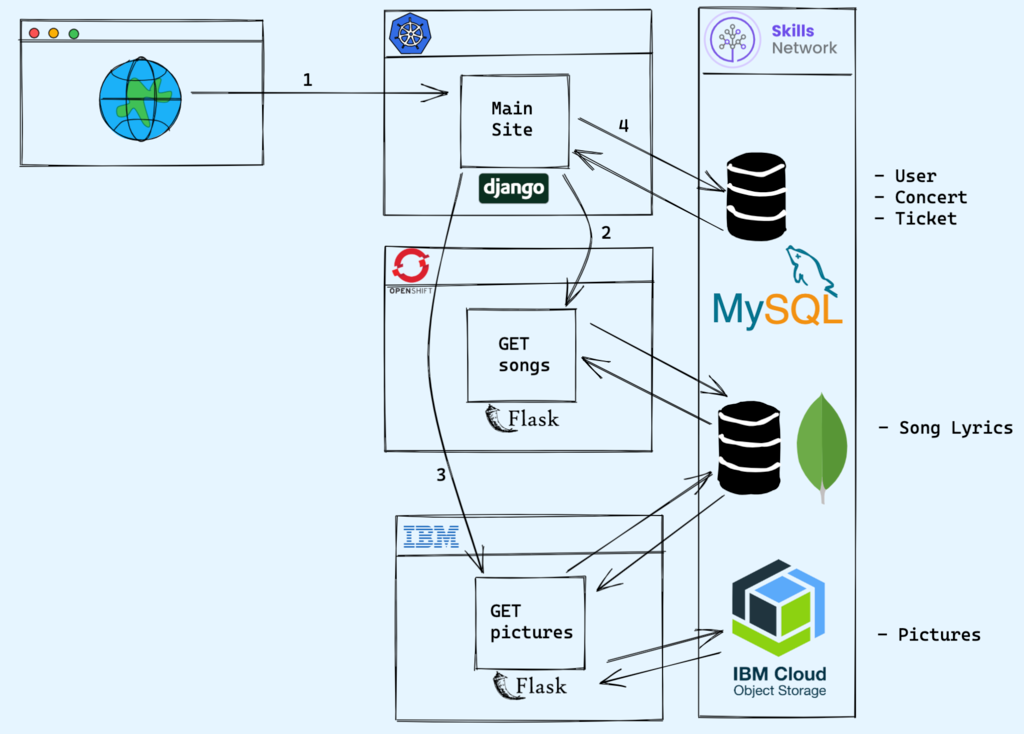 1
Main
Site
django
4
2
3
OPENSHIFT
GET
songs
Flask
IBM
GET
pictures
Flask
Skills
Network
MySQL
IBM Cloud
Object Storage
- User
- Concert
- Ticket
- Song Lyrics
- Pictures